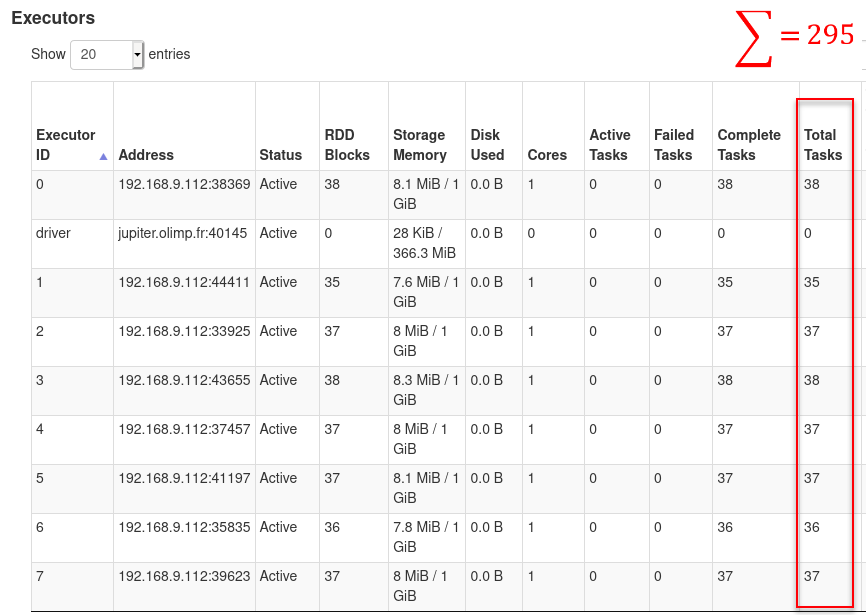 Executors
∑ = 295
Show 20 entries
Executor ID Address Status RDD Blocks Storage Memory Disk Used Cores Active Tasks Failed Tasks Complete Tasks Total Tasks
0 192.168.9.112:38369 Active 38 8.1 MiB / 1 GiB 0.0 B 1 0 0 38 38
driver jupiter.olimp.fr:40145 Active 0 28 KiB / 366.3 MiB 0.0 B 0 0 0 0 0
1 192.168.9.112:44411 Active 35 7.6 MiB / 1 GiB 0.0 B 1 0 0 35 35
2 192.168.9.112:33925 Active 37 8 MiB / 1 GiB 0.0 B 1 0 0 37 37
3 192.168.9.112:43655 Active 38 8.3 MiB / 1 GiB 0.0 B 1 0 0 38 38
4 192.168.9.112:37457 Active 37 8 MiB / 1 GiB 0.0 B 1 0 0 37 37
5 192.168.9.112:41197 Active 37 8.1 MiB / 1 GiB 0.0 B 1 0 0 37 37
6 192.168.9.112:35835 Active 36 7.8 MiB / 1 GiB 0.0 B 1 0 0 36 36
7 192.168.9.112:39623 Active 37 8 MiB / 1 GiB 0.0 B 1 0 0 37 37